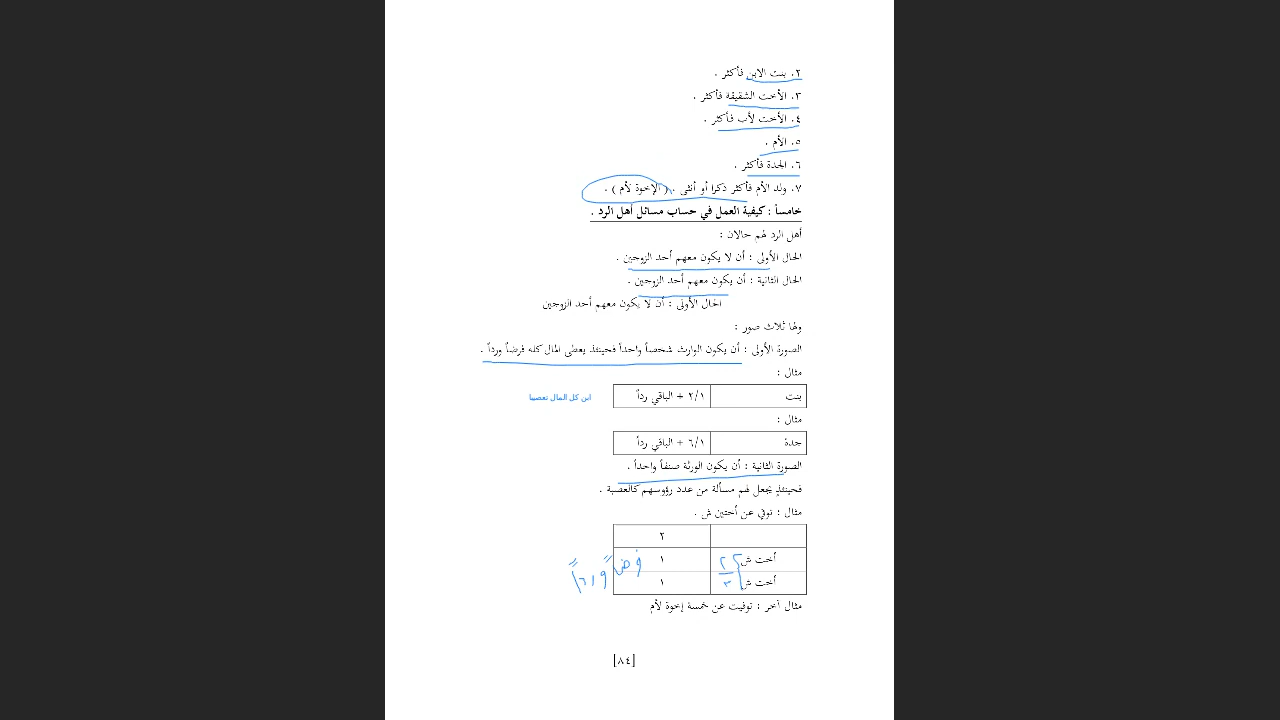 ٢. بنت الابن فأكثر .
٣. الأخت الشقيقة فأكثر .
٤. الأخت لأب فأكثر .
٥. الأم .
٦. الجدة فأكثر .
٧. ولد الأم فأكثر ذكرا أو أنثى . ( الإخوة لأم ) .
خامساً : كيفية العمل في حساب مسائل أهل الرد .
أهل الرد لهم حالان :
الحال الأولى : أن لا يكون معهم أحد الزوجين .
الحال الثانية : أن يكون معهم أحد الزوجين .
الحال الأولى : أن لا يكون معهم أحد الزوجين
ولها ثلاث صور :
الصورة الأولى : أن يكون الوارث شخصاً واحداً فحينئذ يعطى المال كله فرضاً ورداً .
مثال :
بنت ٢/١ + الباقي رداً
ابن كل المال تعصيبا
مثال :
جدة ٦/١ + الباقي رداً
الصورة الثانية : أن يكون الورثة صنفاً واحداً .
فحينئذٍ يجعل لهم مسألة من عدد رؤوسهم كالعصبة .
مثال : توفي عن أختين ش .
٢
أخت ش ١
أخت ش ١
٢/٣ فرضاً ورداً
مثال آخر : توفيت عن خمسة إخوة لأم
[٨٤]